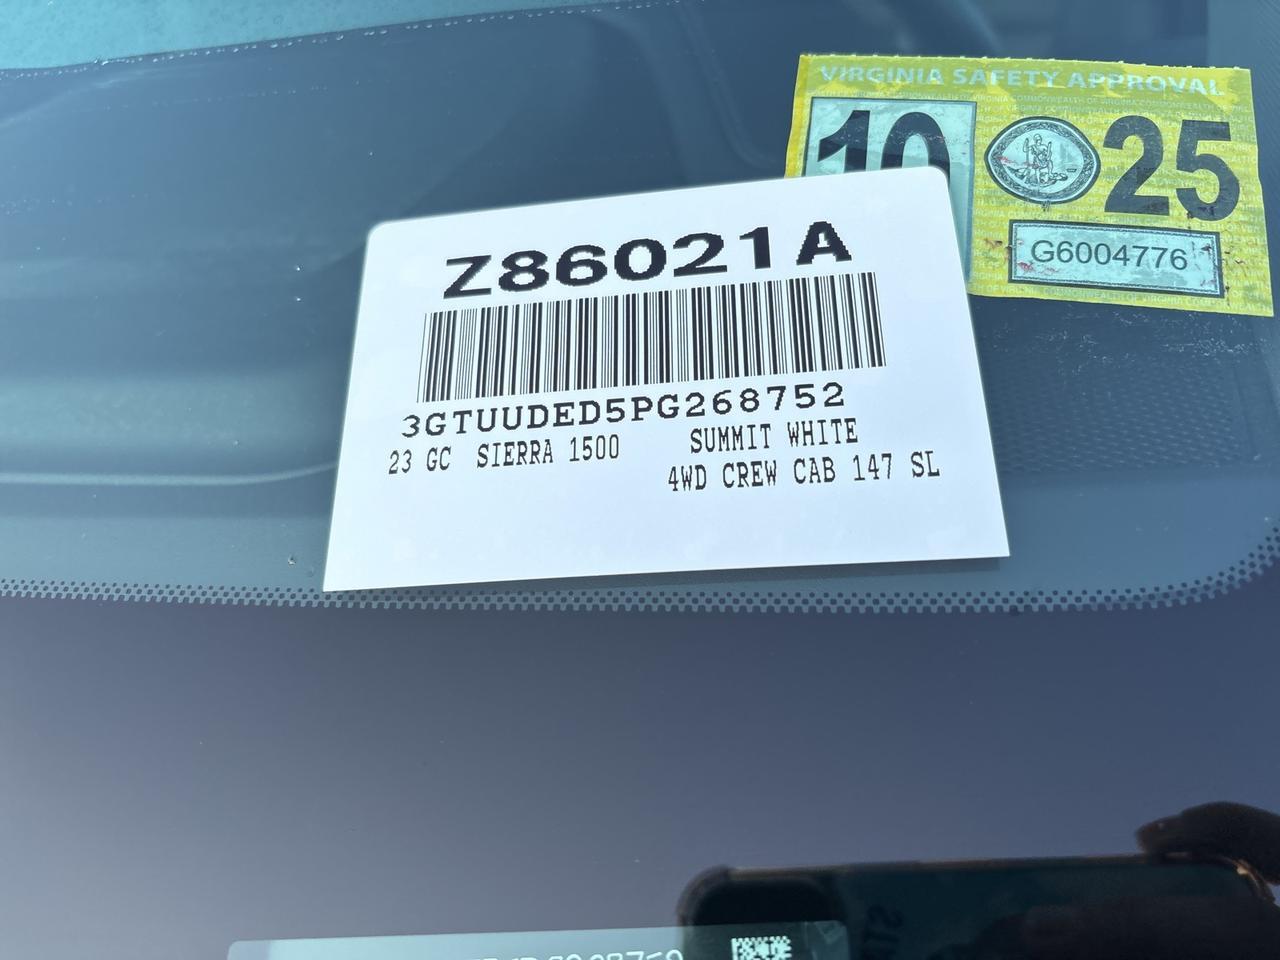 VIRGINIA SAFETY APPROVAL
10 25
G6004776
Z86021A
3GTUUDED5PG268752
23 GC SIERRA 1500 SUMMIT WHITE
4WD CREW CAB 147 SL